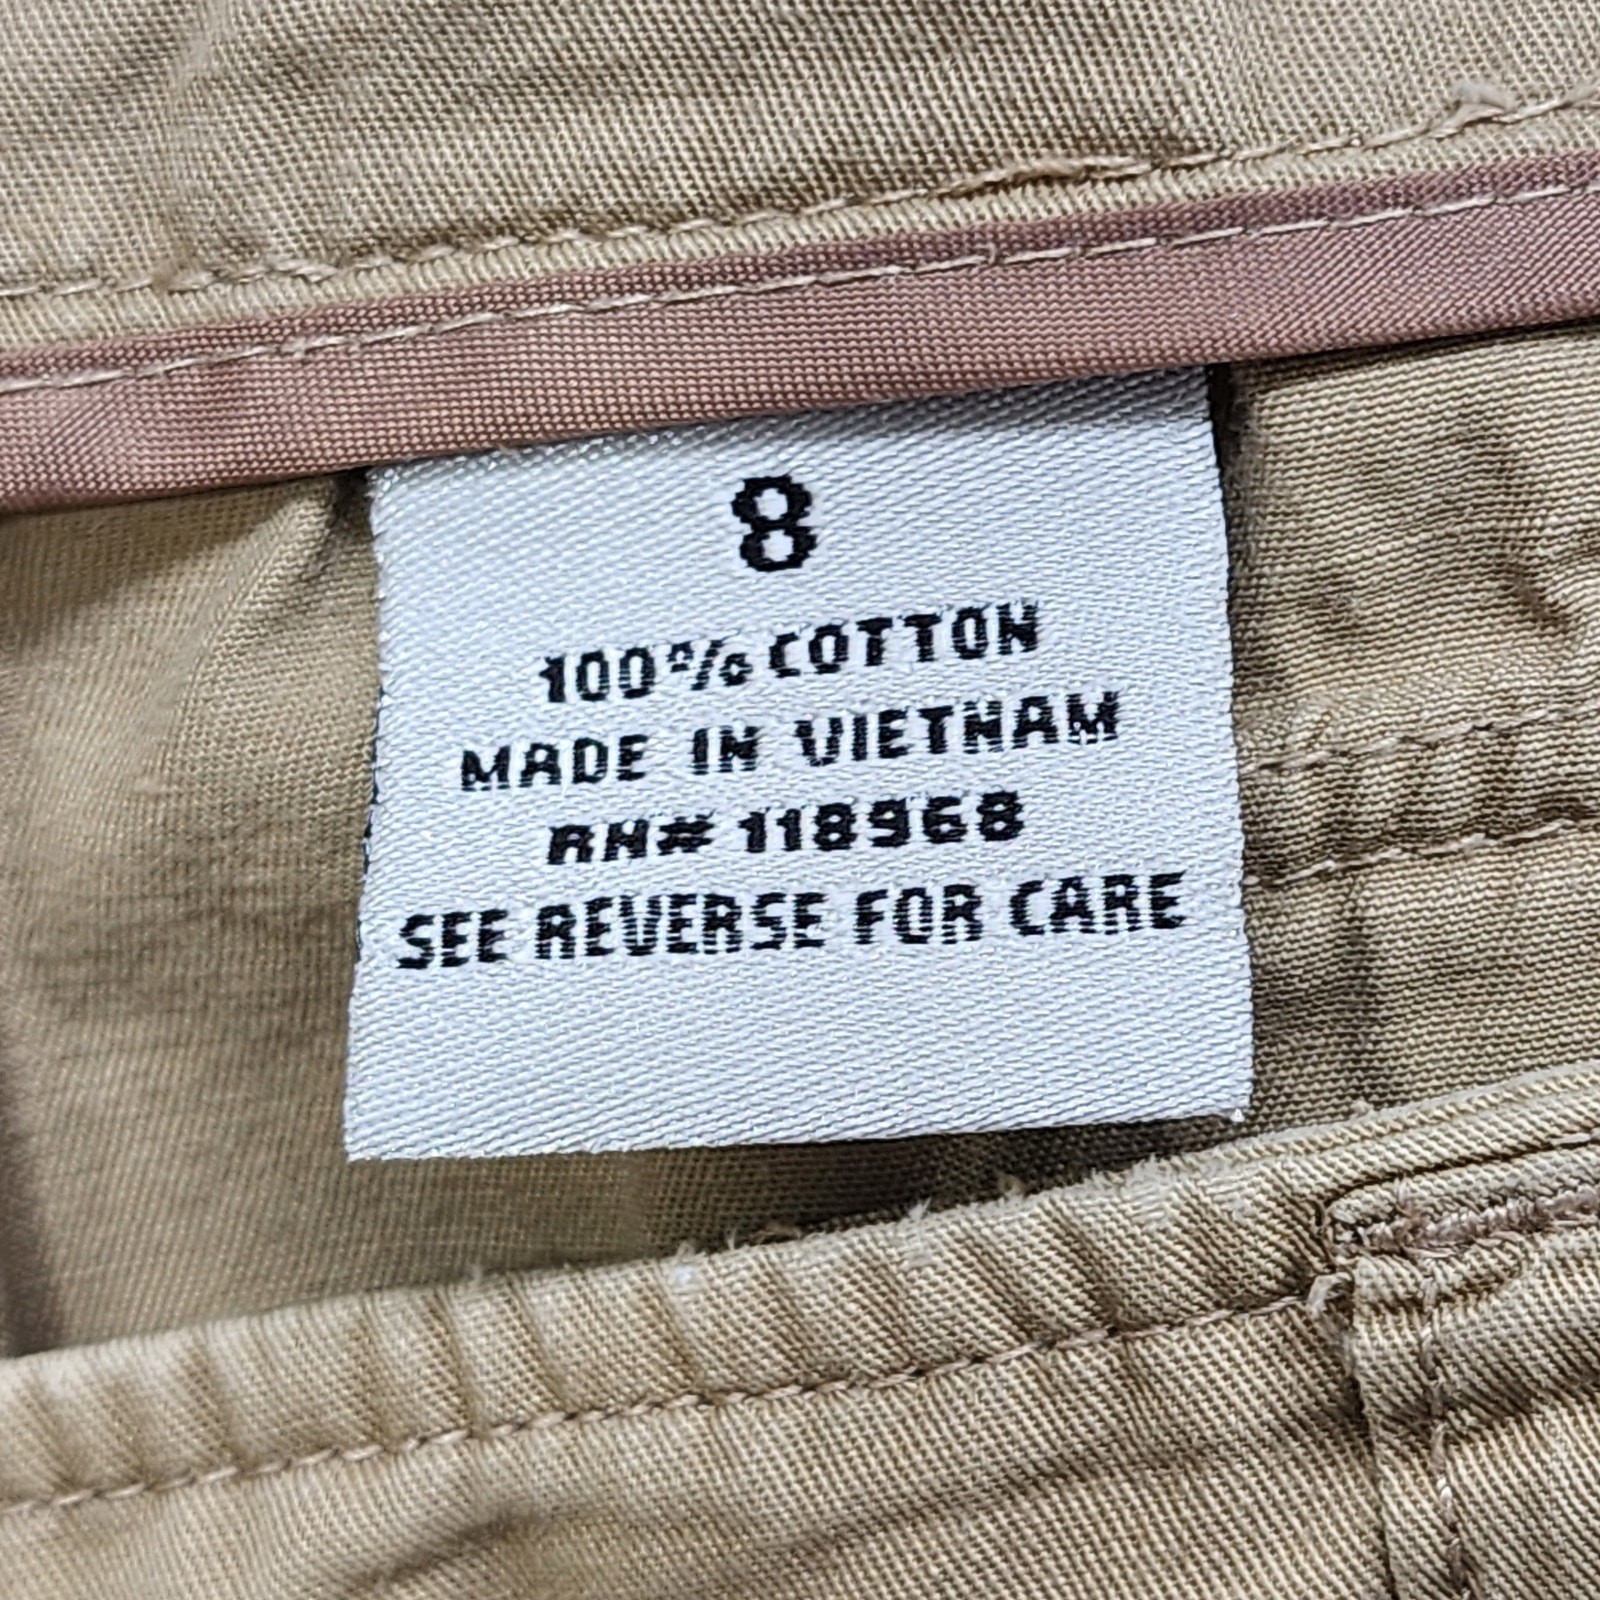 8
100% COTTON
MADE IN VIETNAM
RN# 118968
SEE REVERSE FOR CARE